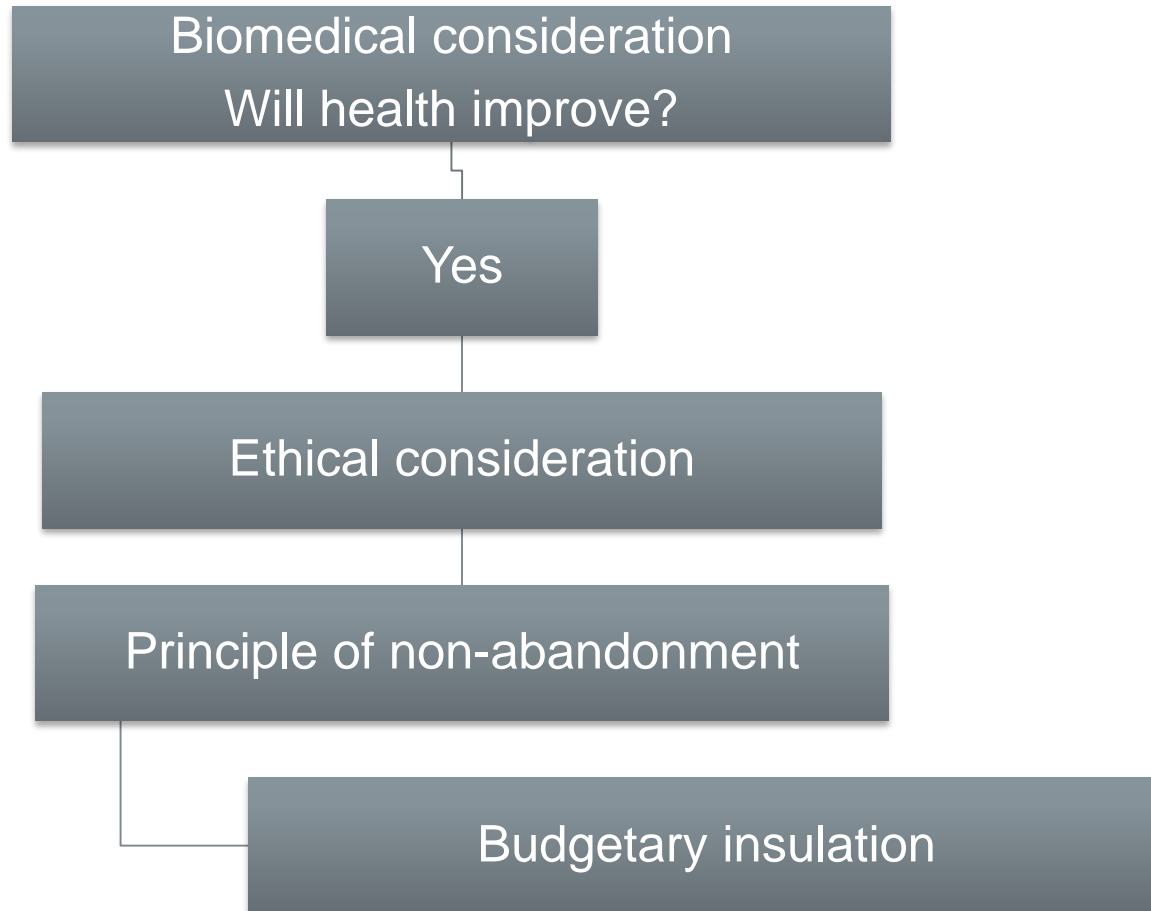 Biomedical consideration
Will health improve?
Yes
Ethical consideration
Principle of non-abandonment
Budgetary insulation